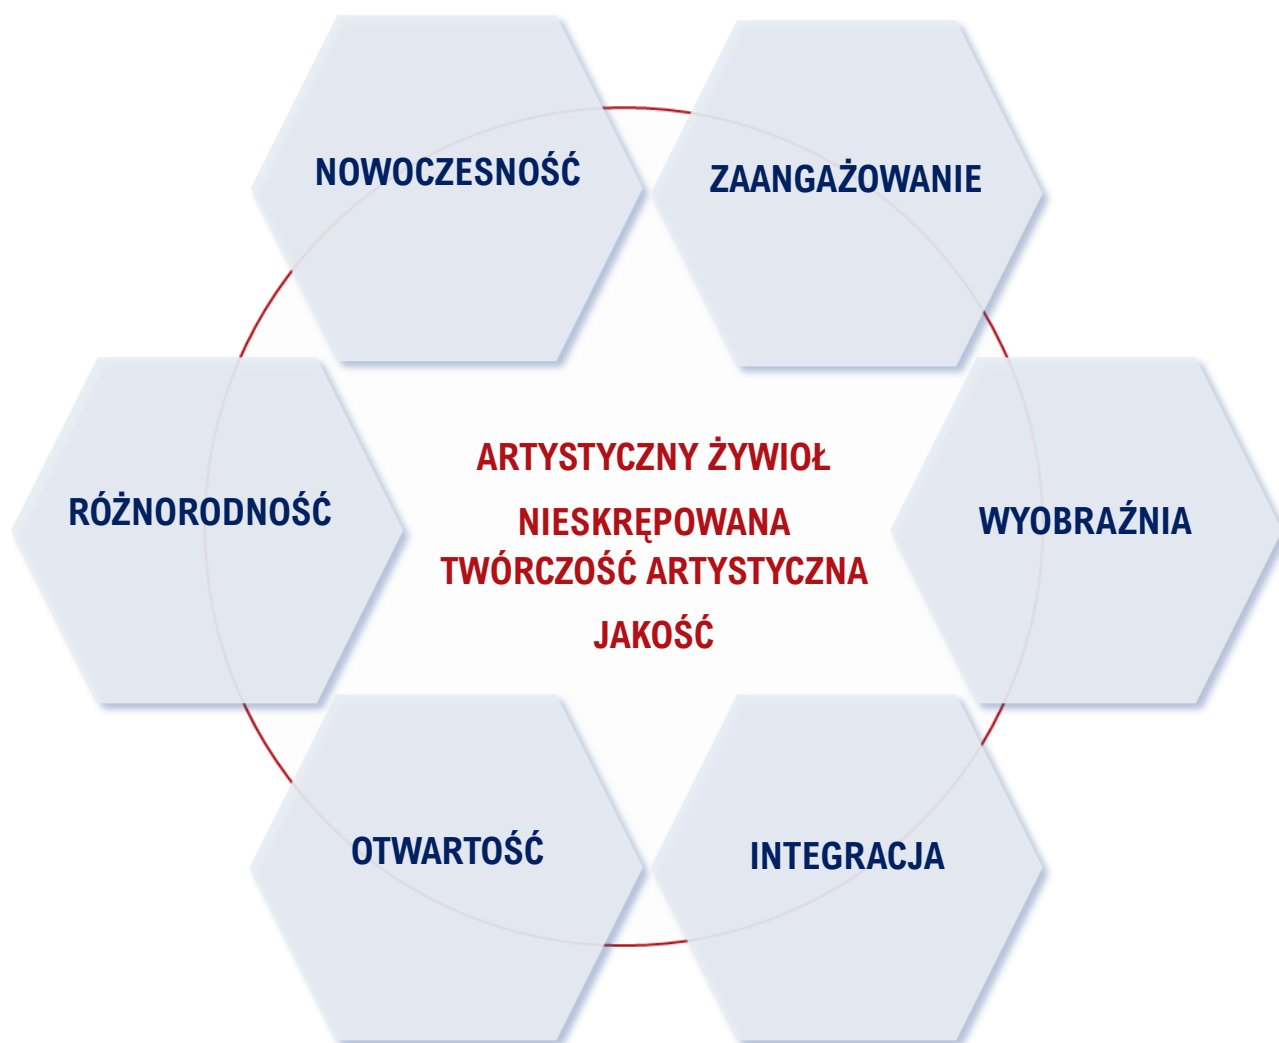 NOWOCZESNOŚĆ
ZAANGAŻOWANIE
RÓŻNORODNOŚĆ
ARTYSTYCZNY ŻYWIOŁ
NIESKRĘPOWANA
TWÓRCZOŚĆ ARTYSTYCZNA
JAKOŚĆ
WYOBRAŹNIA
OTWARTOŚĆ
INTEGRACJA